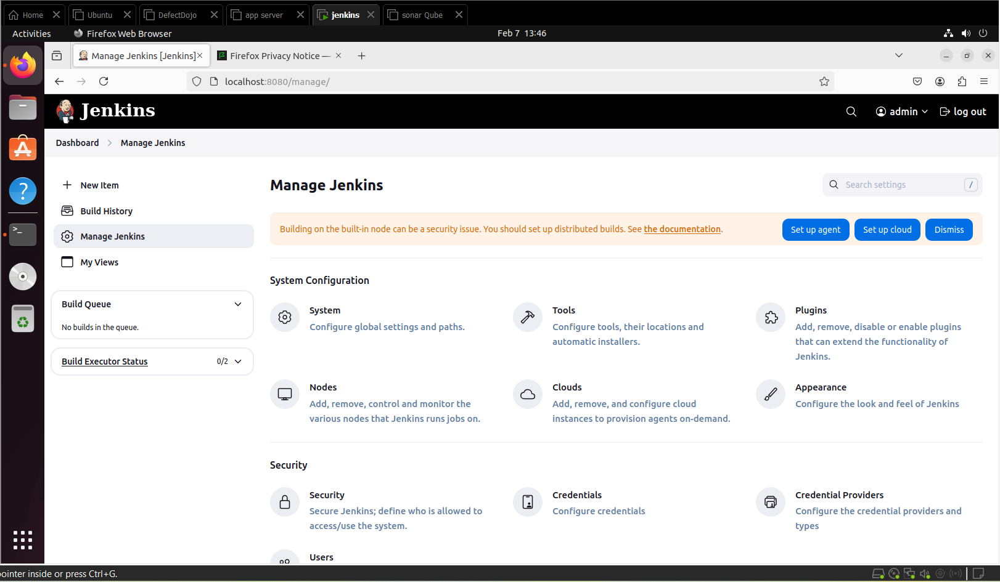 Home
Ubuntu
DefectDojo
app server
jenkins
sonar Qube
Activities
Firefox Web Browser
Feb 7 13:46
Manage Jenkins [Jenkins]
Firefox Privacy Notice —
localhost:8080/manage/
Jenkins
admin
log out
Dashboard
Manage Jenkins
New Item
Build History
Manage Jenkins
My Views
Build Queue
No builds in the queue.
Build Executor Status
0/2
Manage Jenkins
Search settings
/
Building on the built-in node can be a security issue. You should set up distributed builds. See the documentation.
Set up agent
Set up cloud
Dismiss
System Configuration
System
Configure global settings and paths.
Tools
Configure tools, their locations and
automatic installers.
Plugins
Add, remove, disable or enable plugins
that can extend the functionality of
Jenkins.
Nodes
Add, remove, control and monitor the
various nodes that Jenkins runs jobs on.
Clouds
Add, remove, and configure cloud
instances to provision agents on-demand.
Appearance
Configure the look and feel of Jenkins
Security
Security
Secure Jenkins; define who is allowed to
access/use the system.
Credentials
Configure credentials
Credential Providers
Configure the credential providers and
types
Users
pointer inside or press Ctrl+G.